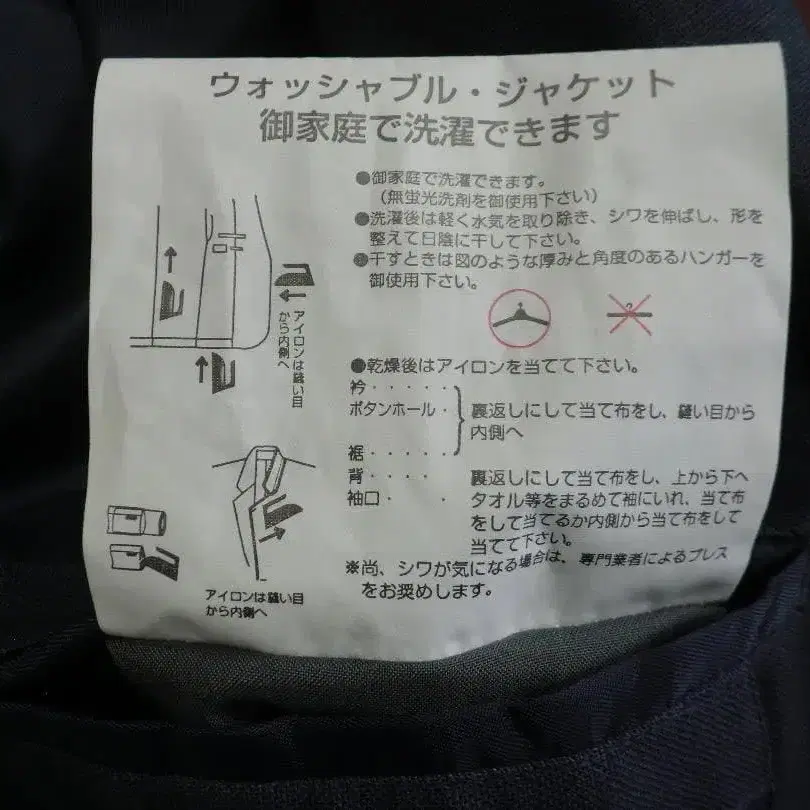 ウォッシャブル・ジャケット
御家庭で洗濯できます
●御家庭で洗濯できます。
（無蛍光洗剤を御使用下さい）
●洗濯後は軽く水気を取り除き、シワを伸ばし、形を
整えて日陰に干して下さい。
●干すときは図のような厚みと角度のあるハンガーを
御使用下さい。
アイロンは縫い目
から内側へ
●乾燥後はアイロンを当てて下さい。
衿・・・・・
ボタンホール・
裾・・・・・
裏返しにして当て布をし、縫い目から
内側へ
背・・・・ 裏返しにして当て布をし、上から下へ
袖口・・・ タオル等をまるめて袖にいれ、当て布
をして当てるか内側から当て布をして
当てて下さい。
※尚、シワが気になる場合は、専門業者によるプレス
をお奨めします。
アイロンは縫い目
から内側へ